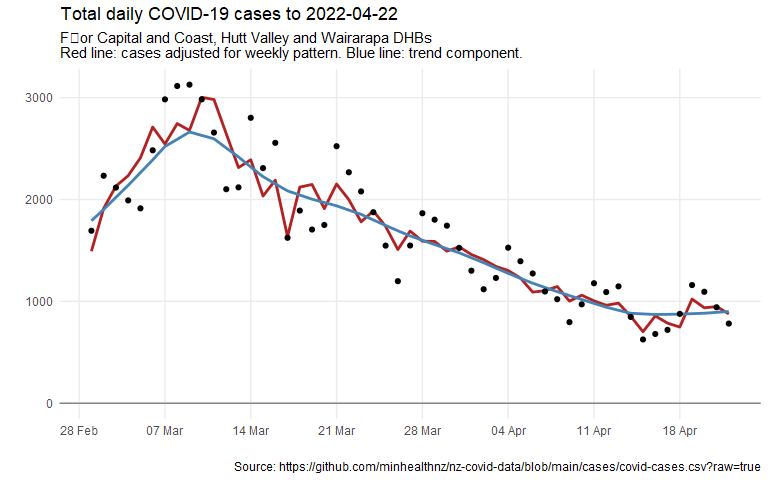 Total daily COVID-19 cases to 2022-04-22
F□or Capital and Coast, Hutt Valley and Wairarapa DHBs
Red line: cases adjusted for weekly pattern. Blue line: trend component.
3000
2000
1000
0
28 Feb 07 Mar 14 Mar 21 Mar 28 Mar 04 Apr 11 Apr 18 Apr
Source: https://github.com/minhealthnz/nz-covid-data/blob/main/cases/covid-cases.csv?raw=true